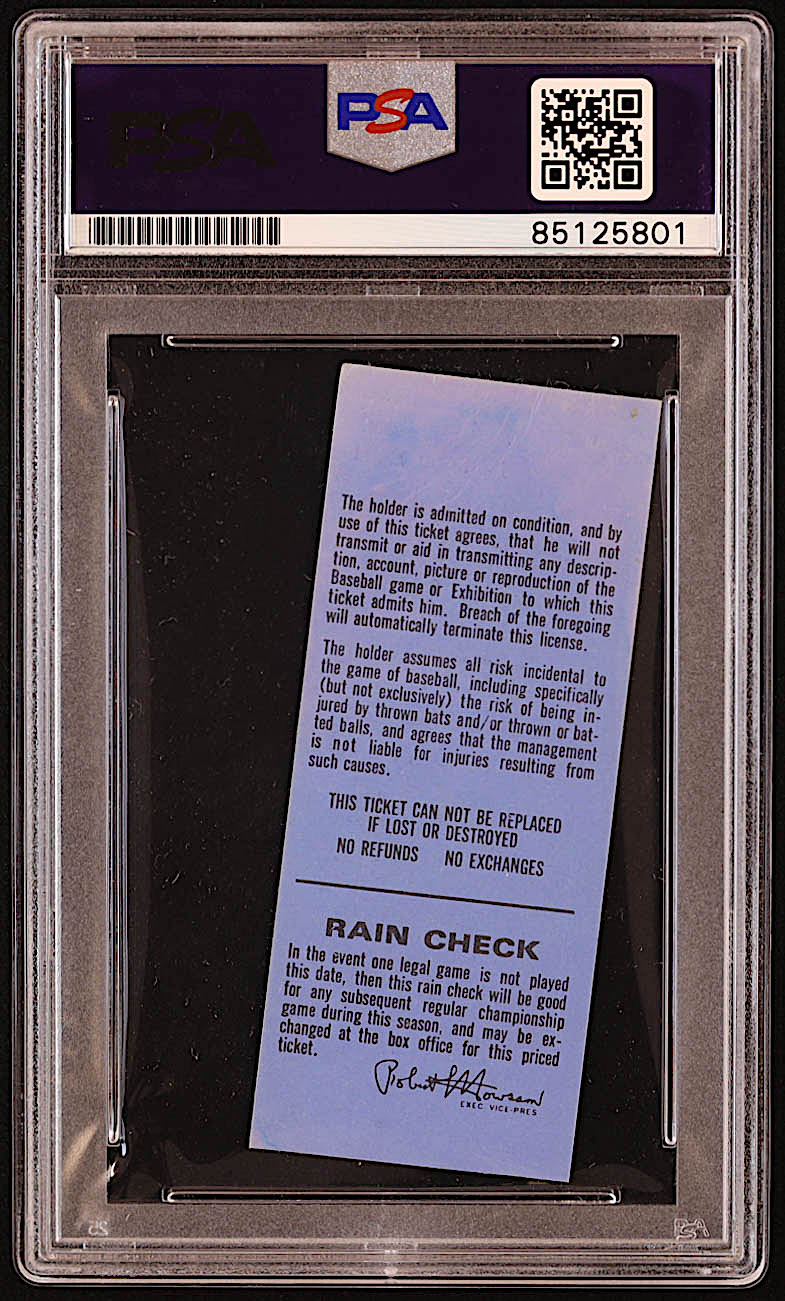 PSA
PSA
85125801
The holder is admitted on condition, and by
use of this ticket agrees, that he will not
transmit or aid in transmitting any descrip-
tion, account, picture or reproduction of the
Baseball game or Exhibition to which this
ticket admits him. Breach of the foregoing
will automatically terminate this license.
The holder assumes all risk incidental to
the game of baseball, including specifically
(but not exclusively) the risk of being in-
jured by thrown bats and/or thrown or bat-
ted balls, and agrees that the management
is not liable for injuries resulting from
such causes.
THIS TICKET CAN NOT BE REPLACED
IF LOST OR DESTROYED
NO REFUNDS NO EXCHANGES
RAIN CHECK
In the event one legal game is not played
this date, then this rain check will be good
for any subsequent regular championship
game during this season, and may be ex-
changed at the box office for this priced
ticket.
Robert Mowsam
EXEC VICE-PRES
PSA